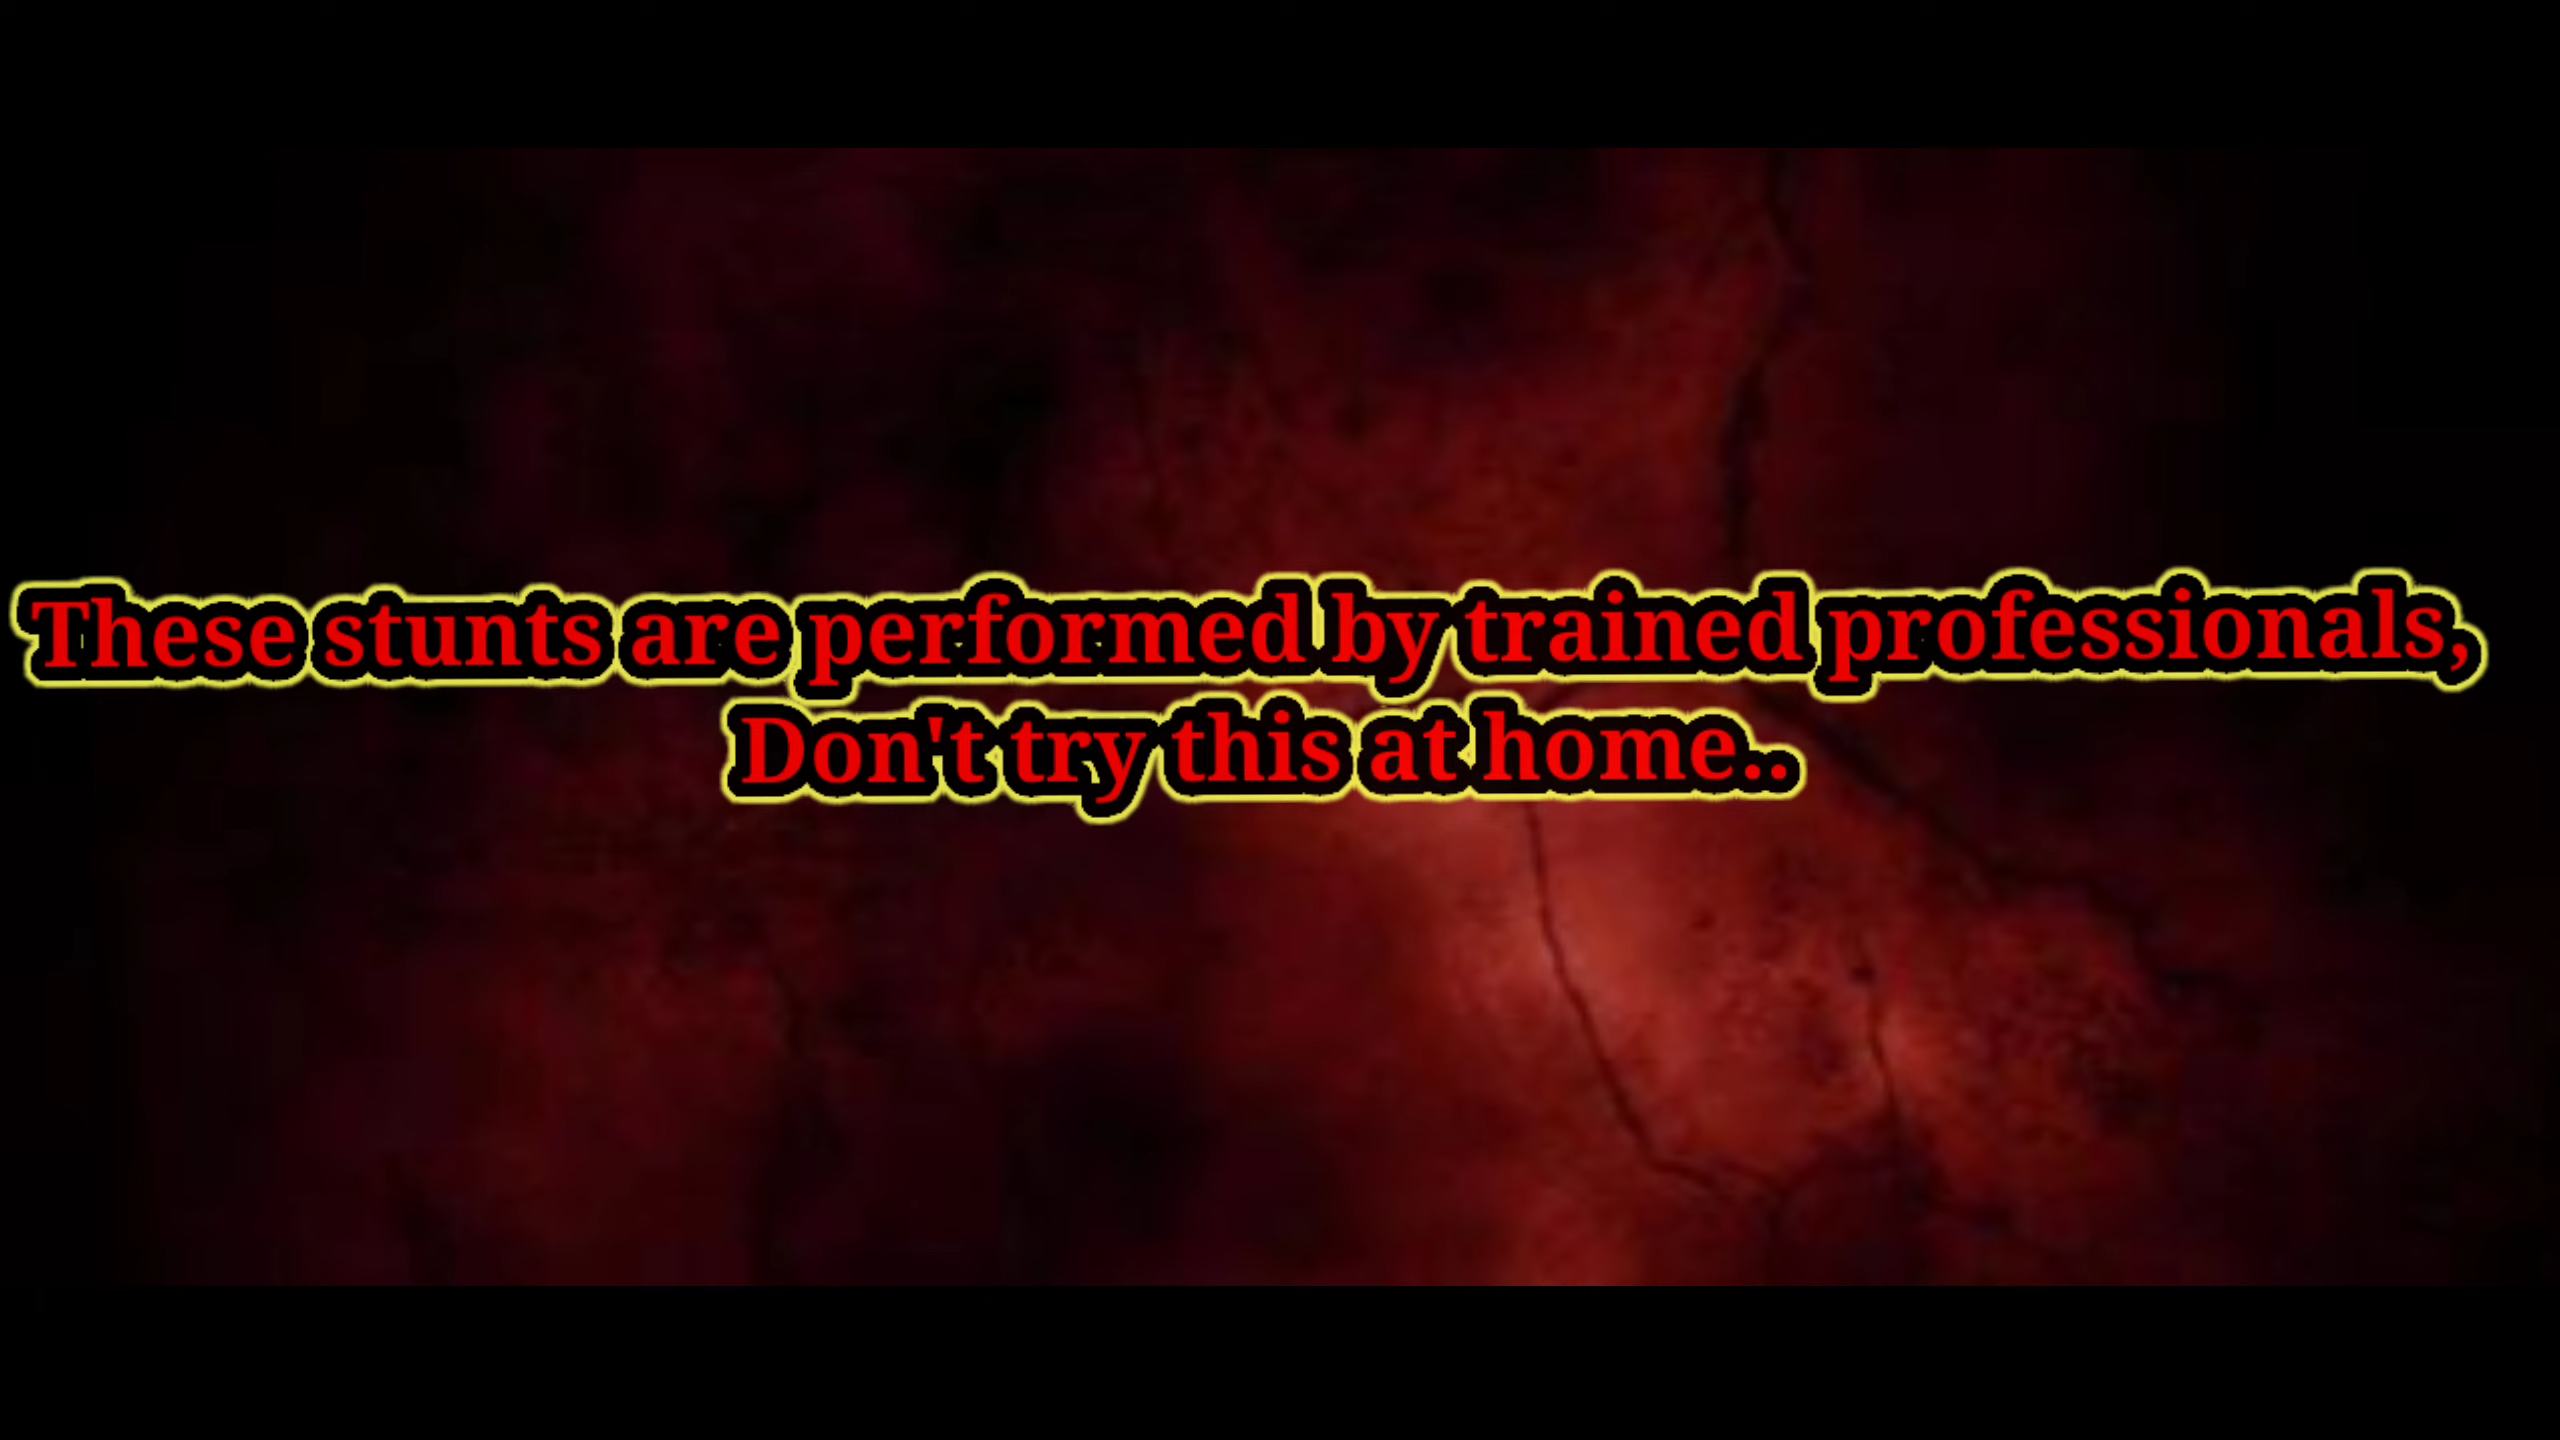 These stunts are performed by trained professionals,
Don't try this at home..